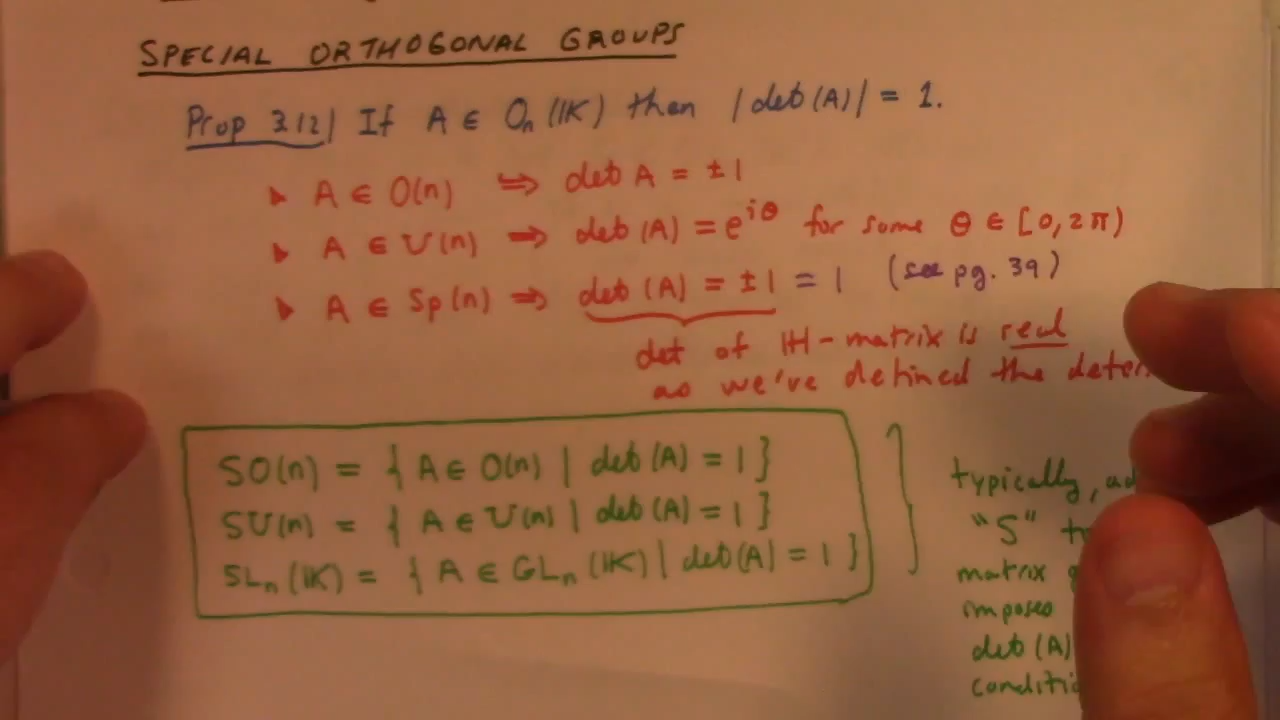 SPECIAL ORTHOGONAL GROUPS
Prop 3.12| If A ∈ Oₙ(𝕂) then |det(A)| = 1.
▸ A ∈ O(n) ⇒ det A = ±1
▸ A ∈ U(n) ⇒ det(A) = e^{iθ} for some θ ∈ [0, 2π)
▸ A ∈ Sp(n) ⇒ det(A) = ±1 = 1 (see pg. 39)
det of ℍ-matrix is real
as we've defined the
SO(n) = { A ∈ O(n) | det(A) = 1 }
SU(n) = { A ∈ U(n) | det(A) = 1 }
SLₙ(𝕂) = { A ∈ GLₙ(𝕂) | det(A) = 1 }
typically,
"S"
matrix
imposes
det(A)